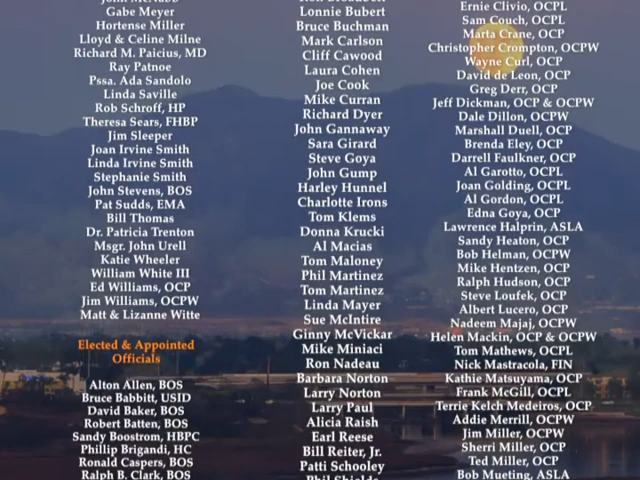 Gabe Meyer
Hortense Miller
Lloyd & Celine Milne
Richard M. Paicius, MD
Ray Patnoe
Pssa. Ada Sandolo
Linda Saville
Rob Schroff, HP
Theresa Sears, FHBP
Jim Sleeper
Joan Irvine Smith
Linda Irvine Smith
Stephanie Smith
John Stevens, BOS
Pat Sudds, EMA
Bill Thomas
Dr. Patricia Trenton
Msgr. John Urell
Katie Wheeler
William White III
Ed Williams, OCP
Jim Williams, OCPW
Matt & Lizanne Witte
Elected & Appointed
Officials
Alton Allen, BOS
Bruce Babbitt, USID
David Baker, BOS
Robert Batten, BOS
Sandy Boostrom, HBPC
Phillip Brigandi, HC
Ronald Caspers, BOS
Ralph B. Clark, BOS
Lonnie Bubert
Bruce Buchman
Mark Carlson
Cliff Cawood
Laura Cohen
Joe Cook
Mike Curran
Richard Dyer
John Gannaway
Sara Girard
Steve Goya
John Gump
Harley Hunnel
Charlotte Irons
Tom Klems
Donna Krucki
Al Macias
Tom Maloney
Phil Martinez
Tom Martinez
Linda Mayer
Sue McIntire
Ginny McVickar
Mike Miniaci
Ron Nadeau
Barbara Norton
Larry Norton
Larry Paul
Alicia Raish
Earl Reese
Bill Reiter, Jr.
Patti Schooley
Phil Shields
Ernie Clivio, OCPL
Sam Couch, OCPL
Marta Crane, OCP
Christopher Crompton, OCPW
Wayne Curl, OCP
David de Leon, OCP
Greg Derr, OCP
Jeff Dickman, OCP & OCPW
Dale Dillon, OCPW
Marshall Duell, OCP
Brenda Eley, OCP
Darrell Faulkner, OCP
Al Garotto, OCPL
Joan Golding, OCPL
Al Gordon, OCPL
Edna Goya, OCP
Lawrence Halprin, ASLA
Sandy Heaton, OCP
Bob Helman, OCPW
Mike Hentzen, OCP
Ralph Hudson, OCP
Steve Loufek, OCP
Albert Lucero, OCP
Nadeem Majaj, OCPW
Helen Mackin, OCP & OCPW
Tom Mathews, OCPL
Nick Mastracola, FIN
Kathie Matsuyama, OCP
Frank McGill, OCPL
Terrie Kelch Medeiros, OCP
Addie Merrill, OCPW
Jim Miller, OCPW
Sherri Miller, OCP
Ted Miller, OCP
Bob Mueting, ASLA